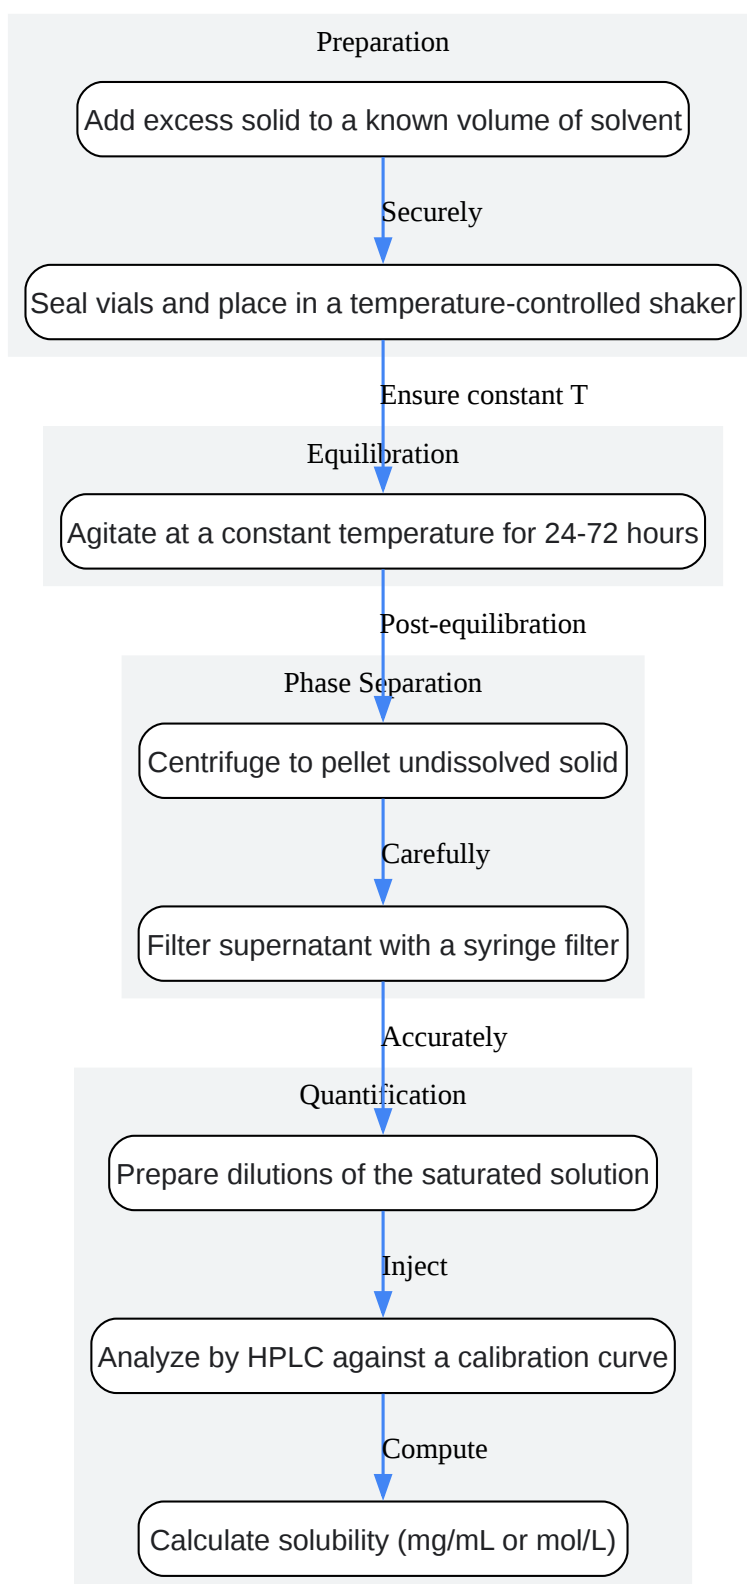 Preparation
Add excess solid to a known volume of solvent
Securely
Seal vials and place in a temperature-controlled shaker
Ensure constant T
Equilibration
Agitate at a constant temperature for 24-72 hours
Post-equilibration
Phase Separation
Centrifuge to pellet undissolved solid
Carefully
Filter supernatant with a syringe filter
Accurately
Quantification
Prepare dilutions of the saturated solution
Inject
Analyze by HPLC against a calibration curve
Compute
Calculate solubility (mg/mL or mol/L)